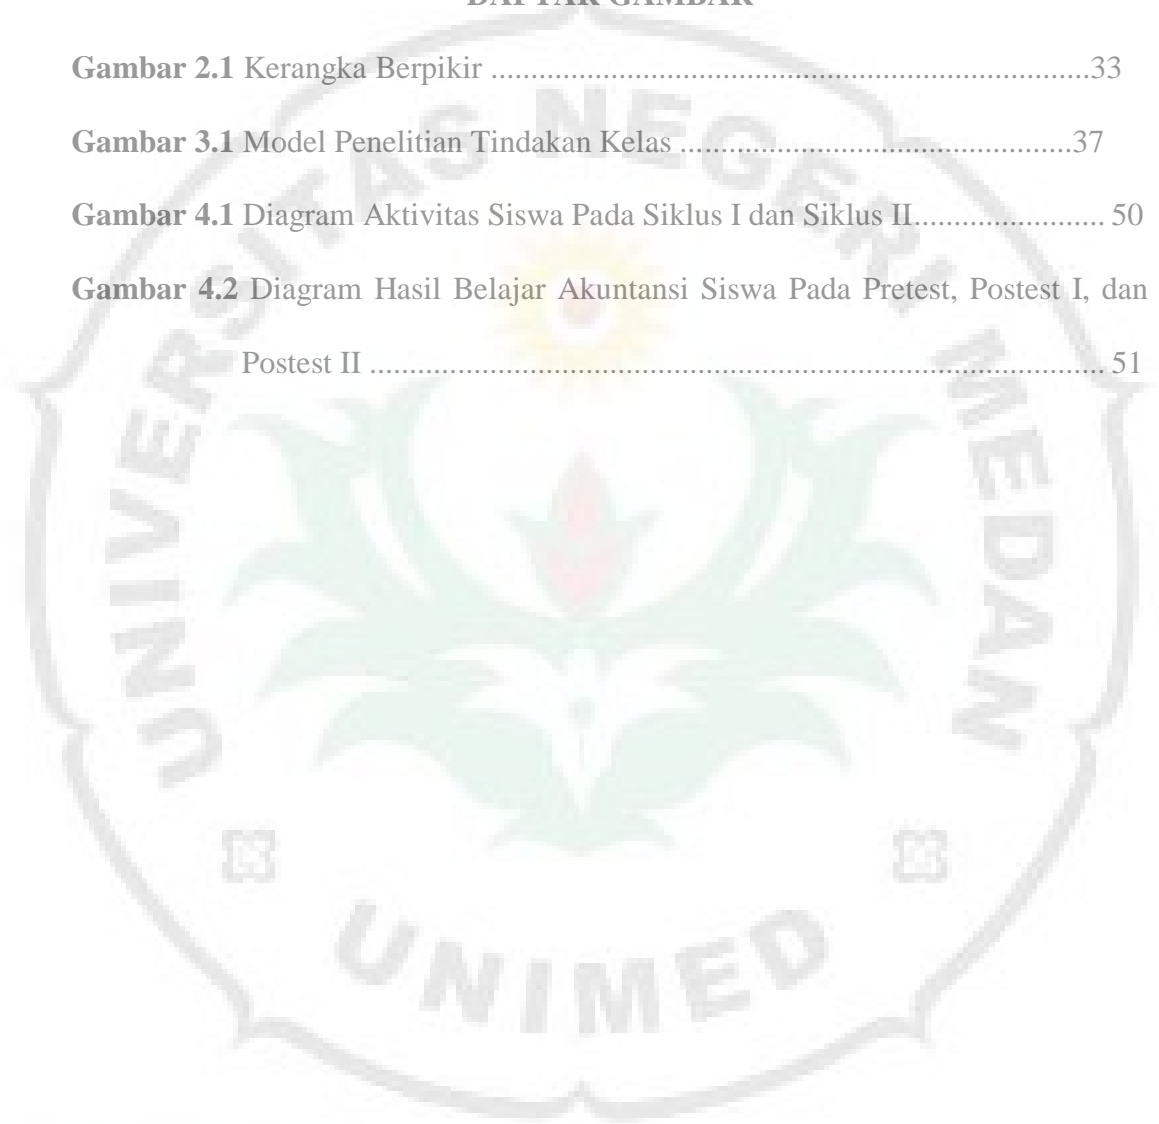 DAFTAR GAMBAR
Gambar 2.1 Kerangka Berpikir ...........................................................................33
Gambar 3.1 Model Penelitian Tindakan Kelas .................................................37
Gambar 4.1 Diagram Aktivitas Siswa Pada Siklus I dan Siklus II........................ 50
Gambar 4.2 Diagram Hasil Belajar Akuntansi Siswa Pada Pretest, Postest I, dan
Postest II ............................................................................................ 51
UNIVERSITAS NEGERI MEDAN
UNIMED